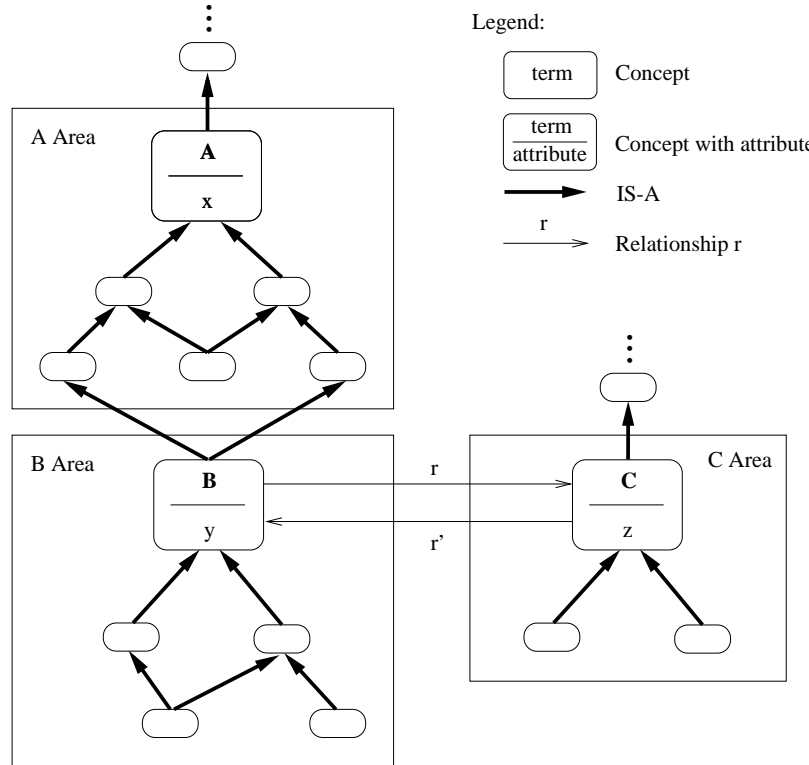 Legend:
term
Concept
term
attribute
Concept with attribute
IS-A
r
Relationship r
A Area
A
x
B Area
B
y
r
r'
C Area
C
z